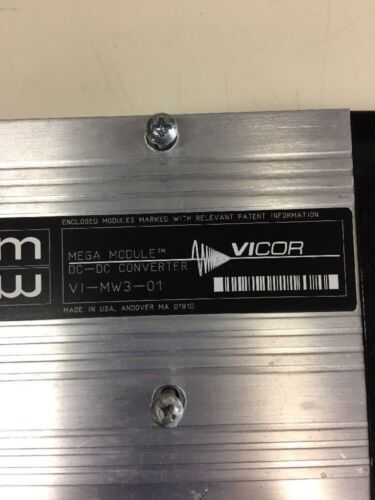 ENCLOSED MODULES MARKED WITH RELEVANT PATENT INFORMATION
m
w
MEGA MODULE™
DC-DC CONVERTER
VI-MW3-01
VICOR
MADE IN USA, ANDOVER MA 01810